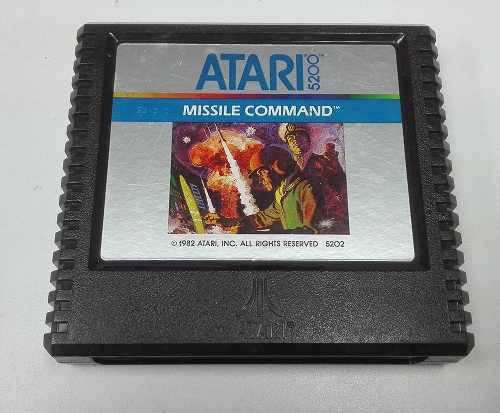 ATARI 5200
MISSILE COMMAND™
© 1982 ATARI, INC. ALL RIGHTS RESERVED 5202
ATARI®